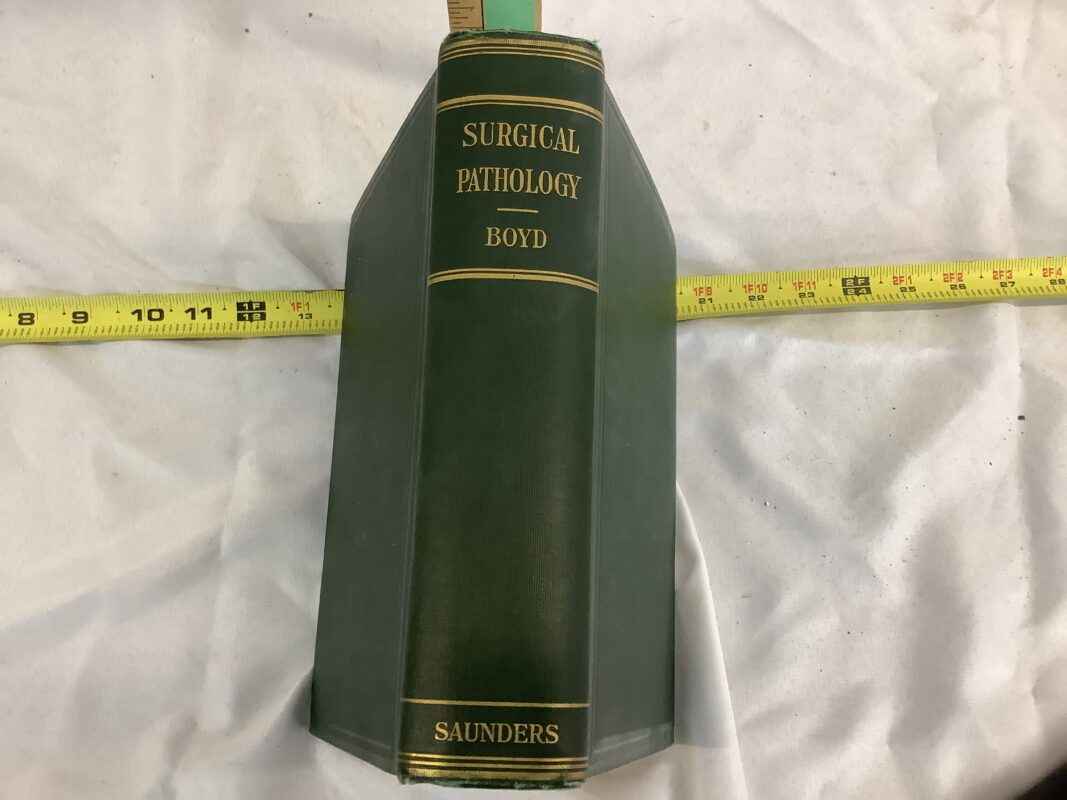 SURGICAL
PATHOLOGY
BOYD
8 9 10 11 1F 1F1
12 13
1F9 1F10 1F11 2F 2F1 2F2 2F3 2F4
21 22 23 24 25 26 27 28
SAUNDERS